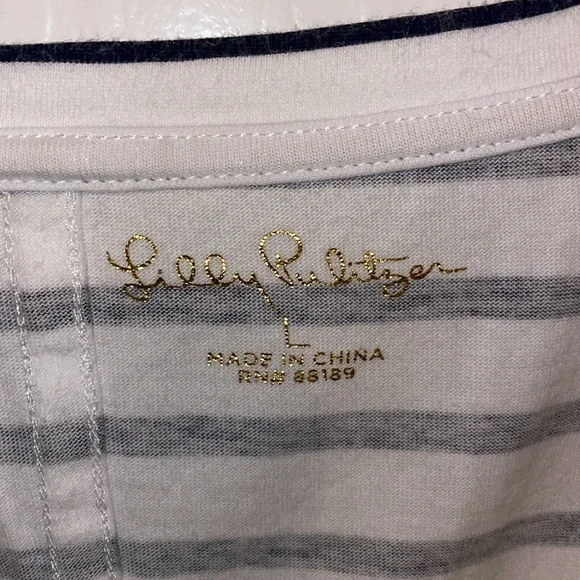 Lilly Pulitzer
L
MADE IN CHINA
RN# 88189